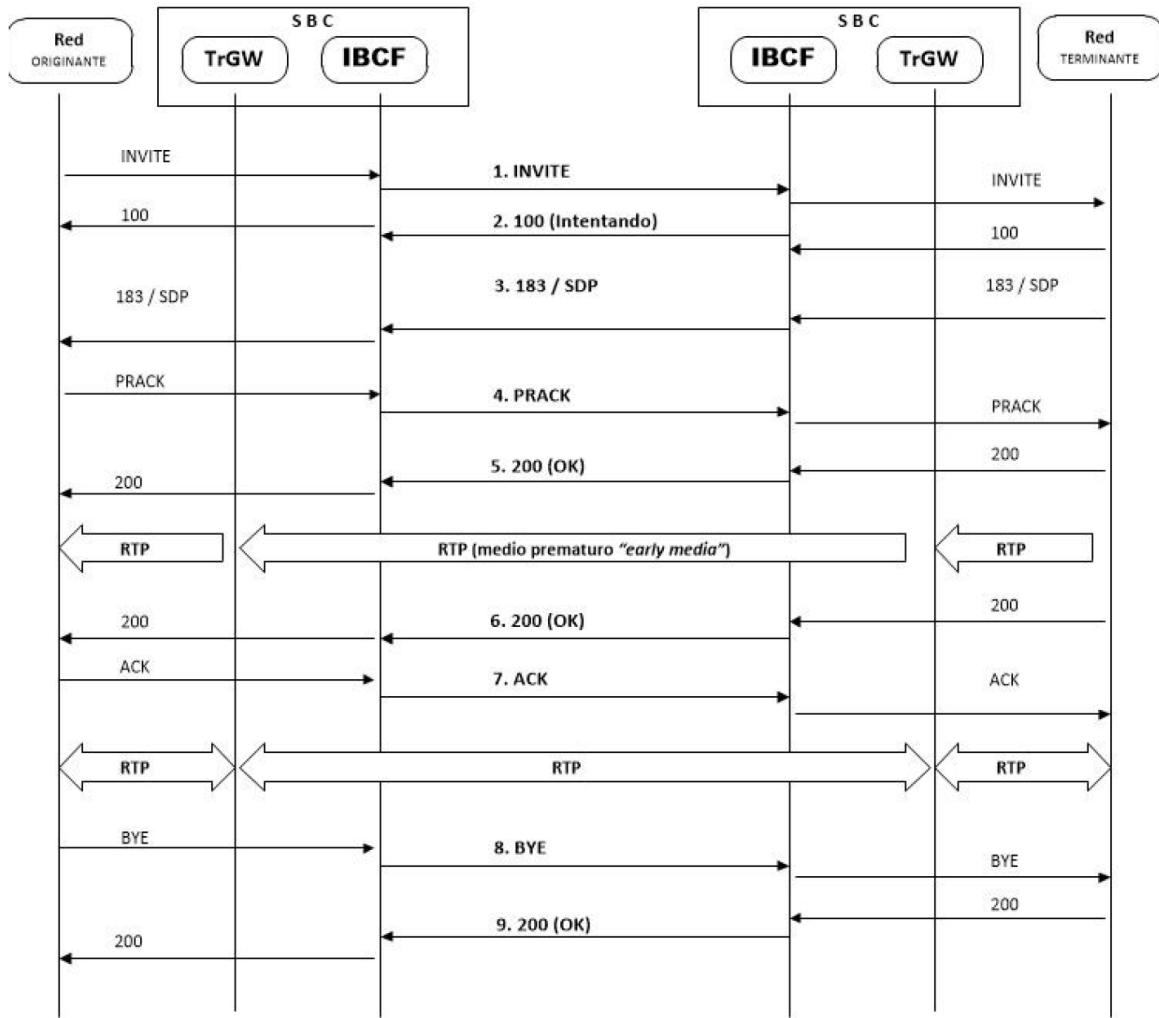 S B C
S B C
Red
ORIGINANTE
TrGW
IBCF
IBCF
TrGW
Red
TERMINANTE
INVITE
1. INVITE
INVITE
100
2. 100 (Intentando)
100
183 / SDP
3. 183 / SDP
183 / SDP
PRACK
4. PRACK
PRACK
200
5. 200 (OK)
200
RTP
RTP (medio prematuro “early media”)
RTP
200
6. 200 (OK)
200
ACK
7. ACK
ACK
RTP
RTP
RTP
BYE
8. BYE
BYE
200
9. 200 (OK)
200